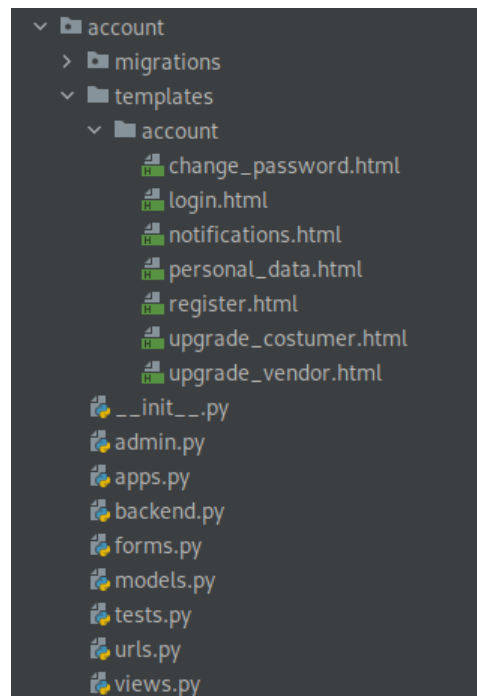 account
migrations
templates
account
change_password.html
login.html
notifications.html
personal_data.html
register.html
upgrade_costumer.html
upgrade_vendor.html
__init__.py
admin.py
apps.py
backend.py
forms.py
models.py
tests.py
urls.py
views.py